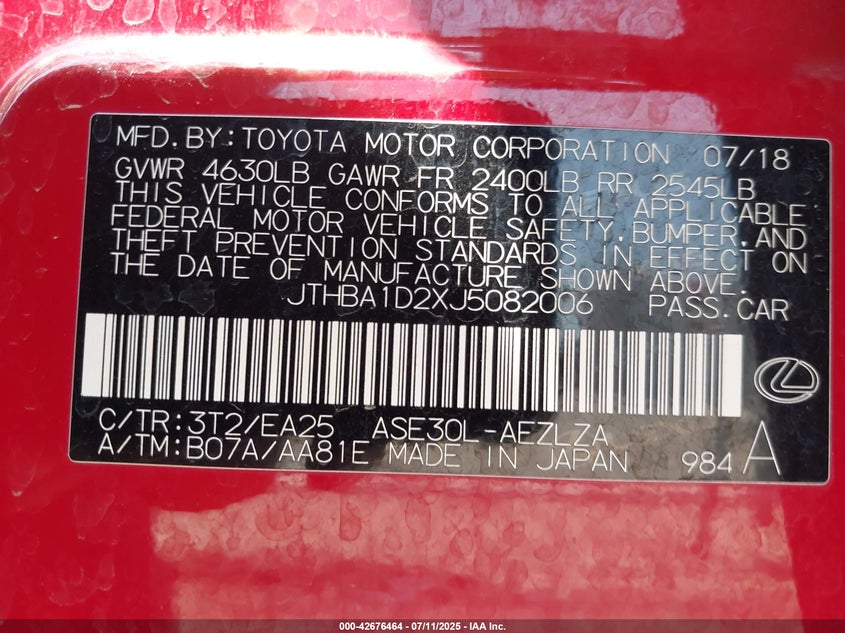 MFD.BY:TOYOTA MOTOR CORPORATION 07/18
GVWR 4630LB GAWR FR 2400LB RR 2545LB
THIS VEHICLE CONFORMS TO ALL APPLICABLE
FEDERAL MOTOR VEHICLE SAFETY,BUMPER,AND
THEFT PREVENTION STANDARDS IN EFFECT ON
THE DATE OF MANUFACTURE SHOWN ABOVE.
JTHBA1D2XJ5082006 PASS.CAR
C/TR:3T2/EA25 ASE30L-AEZLZA
A/TM:B07A/AA81E MADE IN JAPAN 984 A
000-42676464 - 07/11/2025 - IAA Inc.